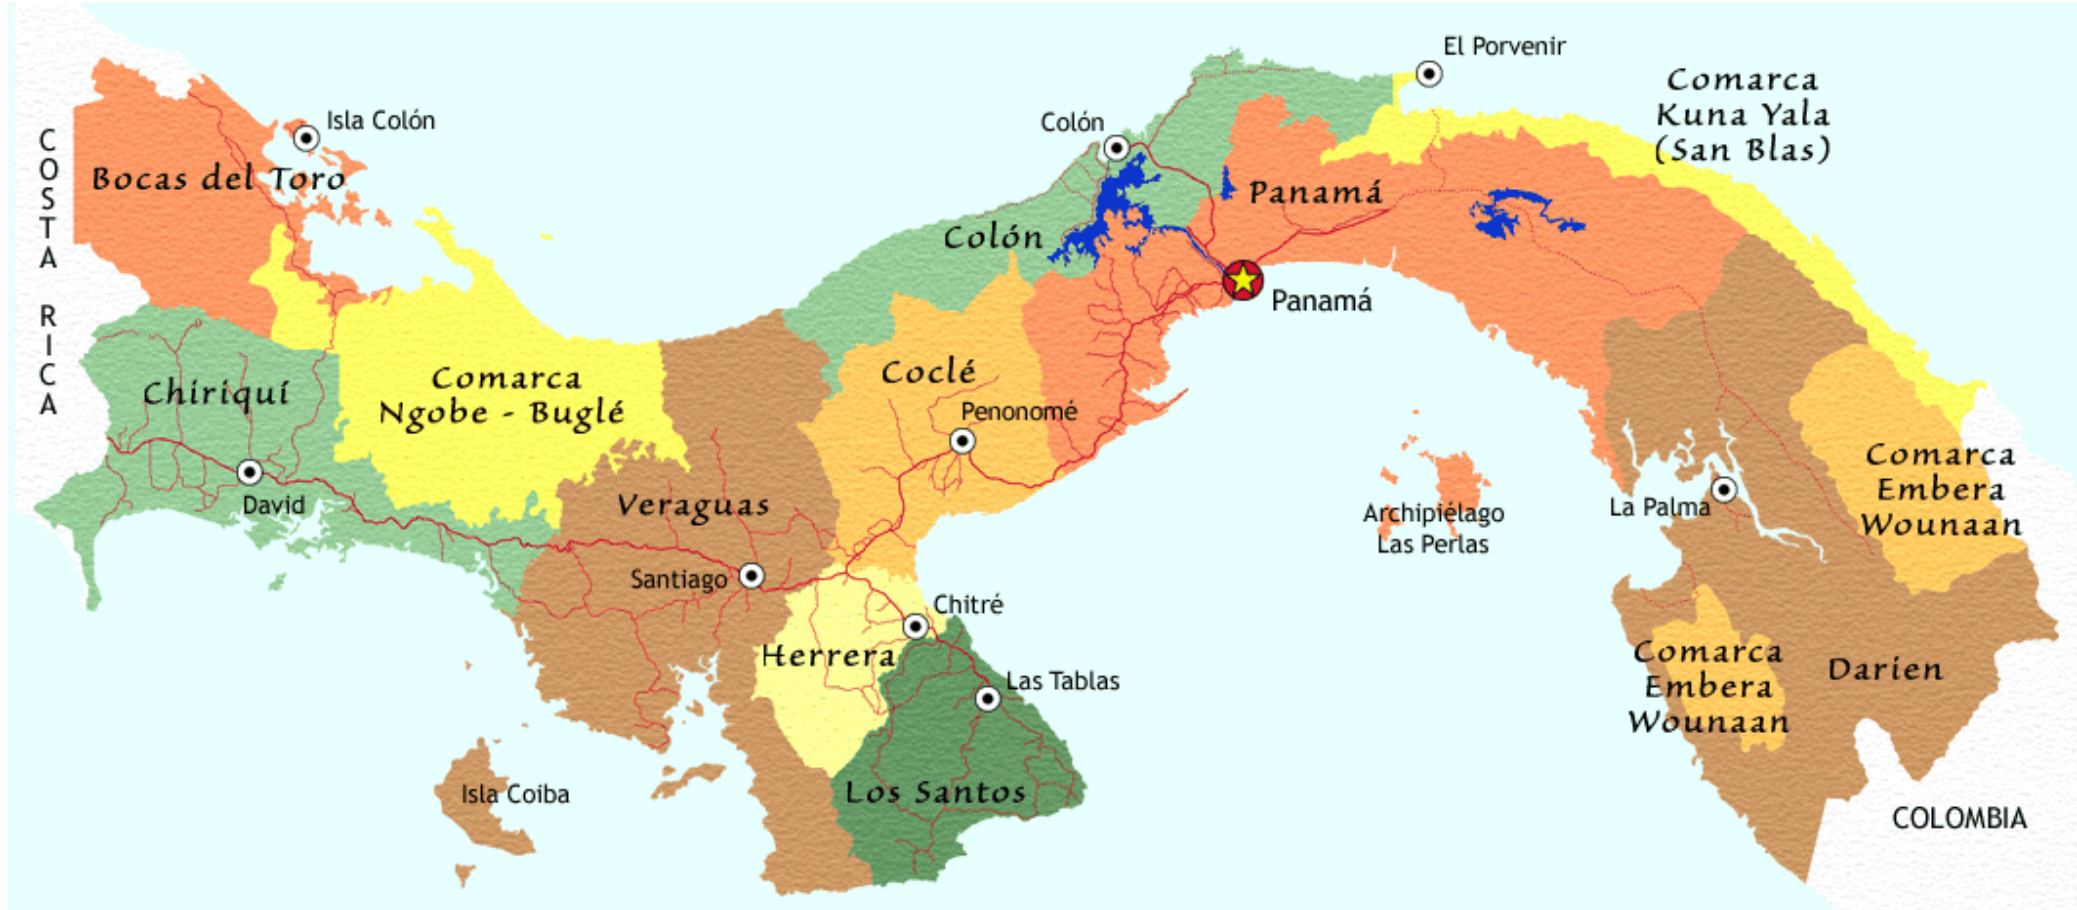 El Porvenir
Comarca
Kuna Yala
(San Blas)
Isla Colón
Colón
COSTA RICA
Bocas del Toro
Panamá
Colón
Panamá
Chiriquí
Comarca
Ngobe - Buglé
Coclé
Penonomé
Comarca
Embera
Wounaan
David
Veraguas
Archipiélago
Las Perlas
La Palma
Santiago
Chitré
Herrera
Las Tablas
Comarca
Embera
Wounaan
Darien
Isla Coiba
Los Santos
COLOMBIA